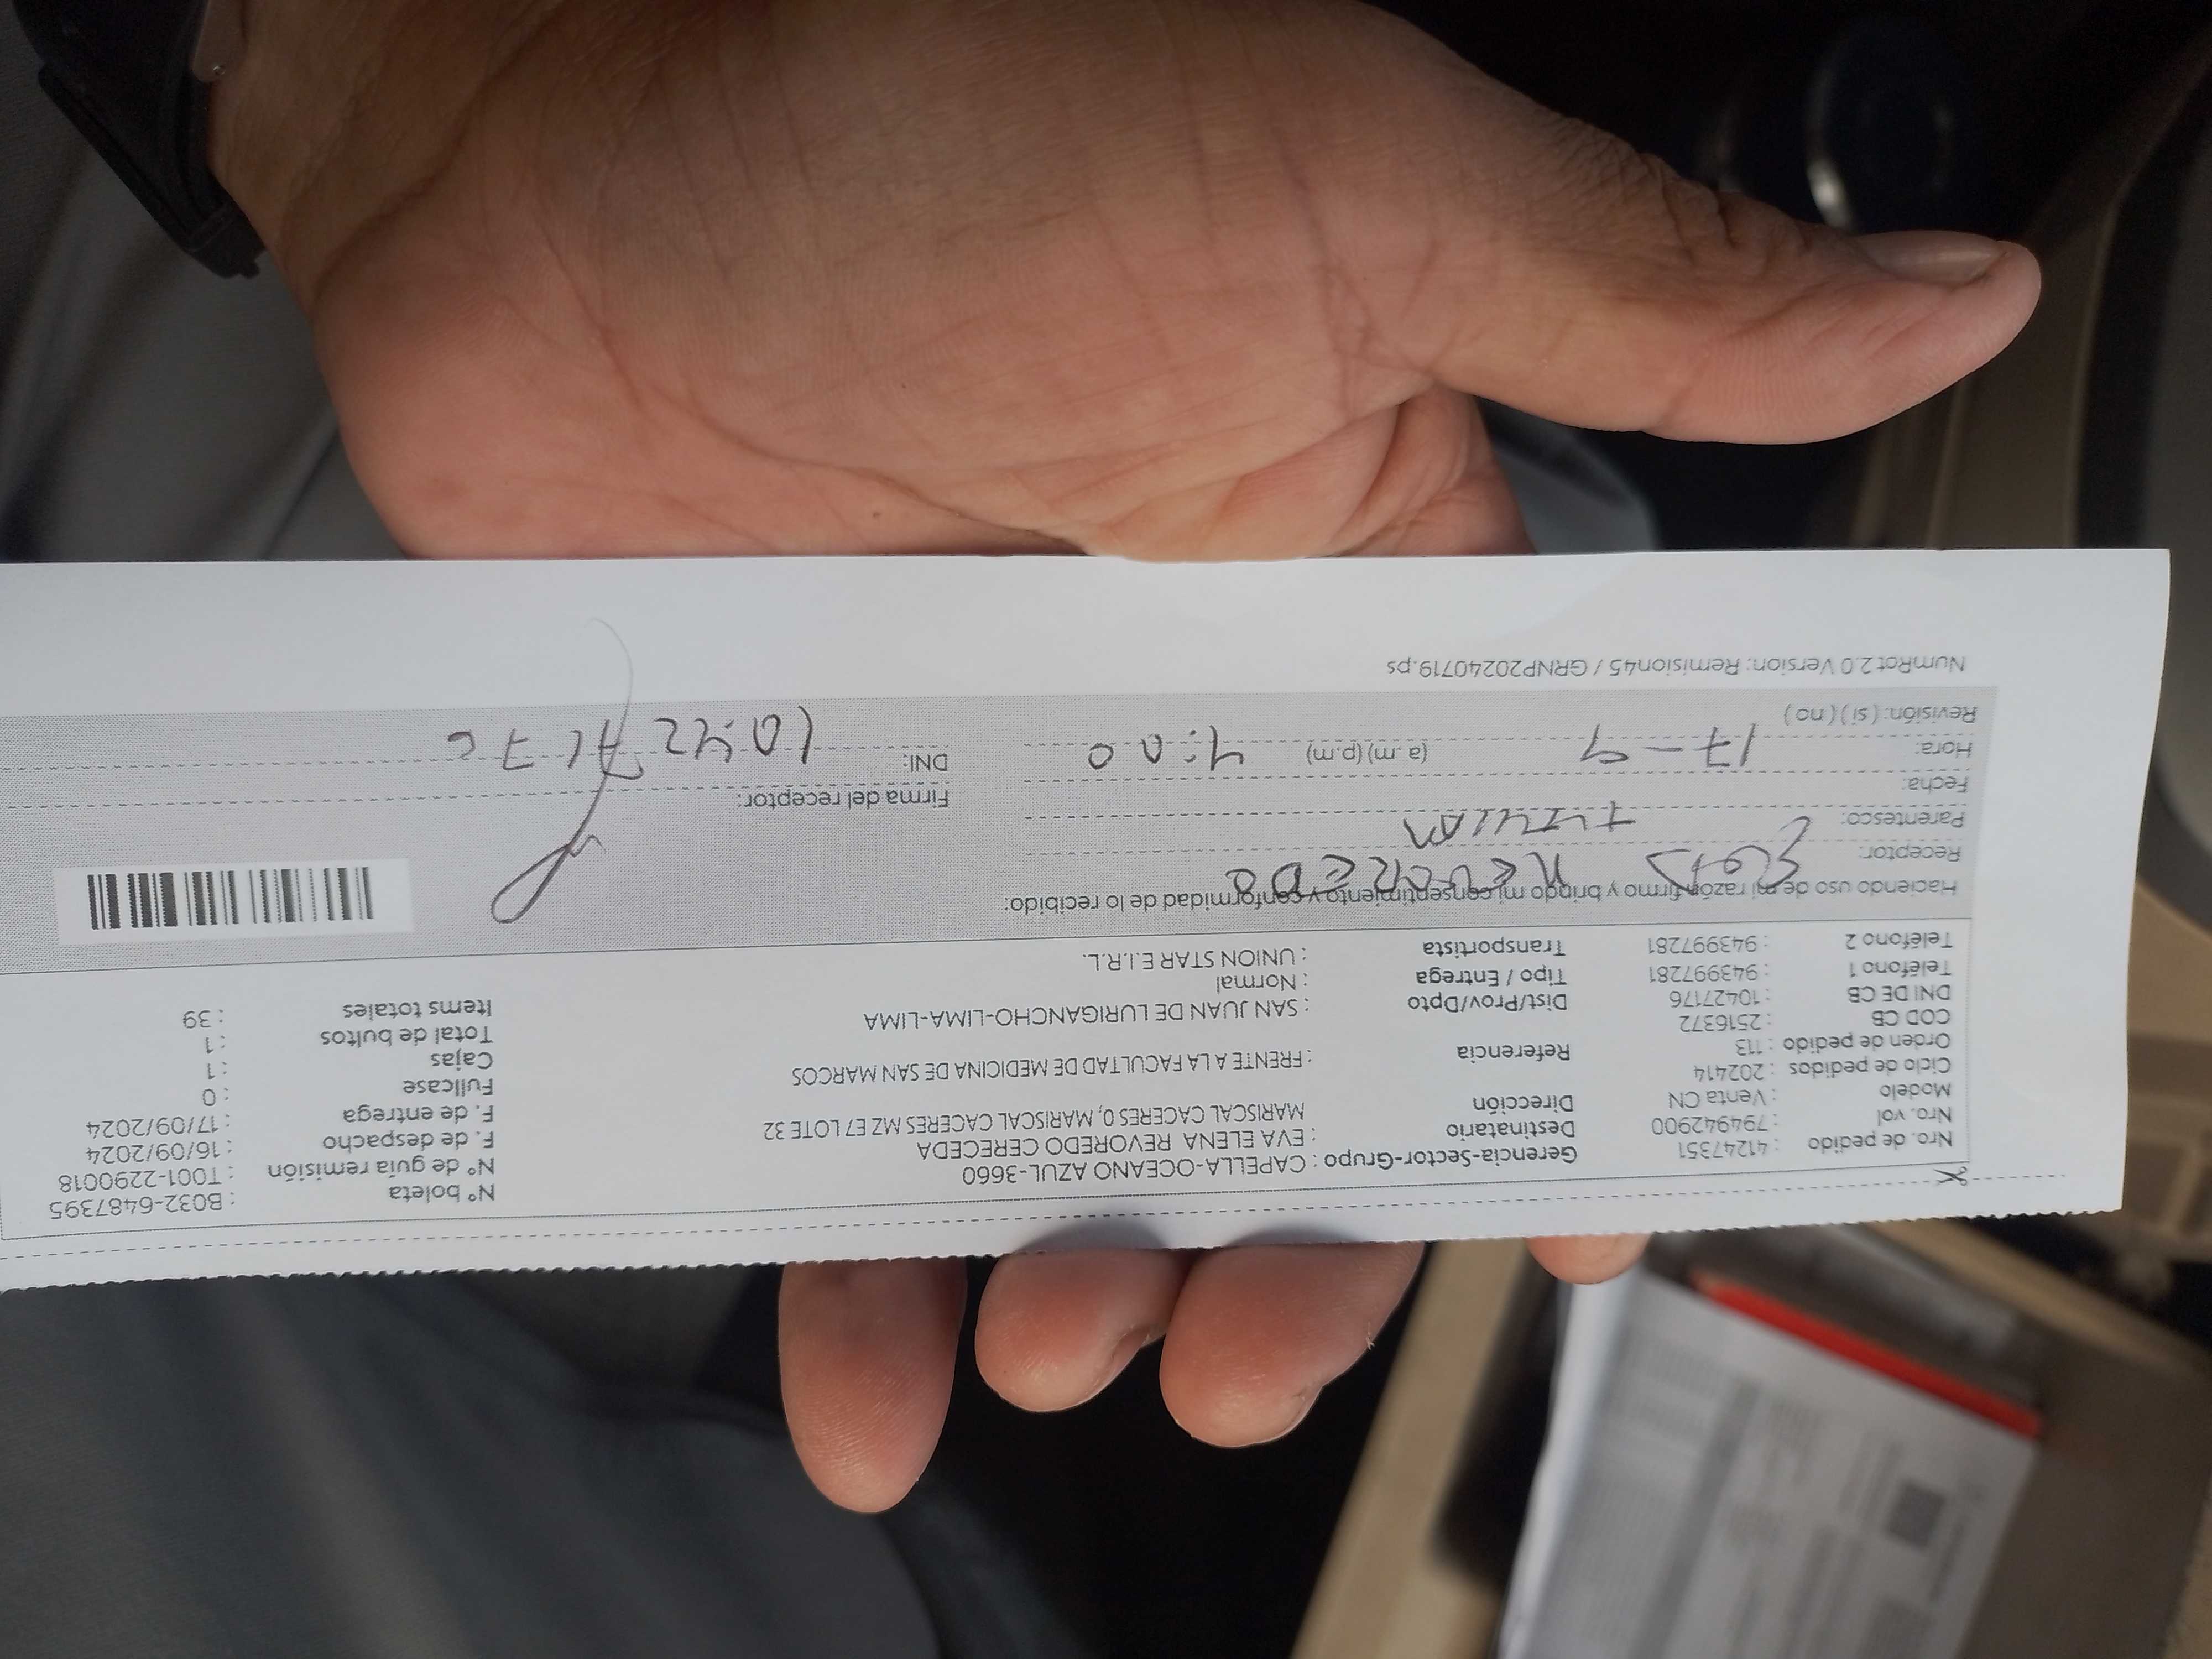 Nro. de pedido : 41247351
Nro. vol : 794942900
Modelo : Venta CN
Ciclo de pedidos : 202414
Orden de pedido : 113
COD CB : 2516372
DNI DE CB : 10427176
Teléfono 1 : 943997281
Teléfono 2 : 943997281
Gerencia-Sector-Grupo : CAPELLA-OCEANO AZUL-3660
Destinatario : EVA ELENA REVOREDO CERECEDA
Dirección MARISCAL CACERES 0, MARISCAL CACERES MZ E7 LOTE 32
Referencia : FRENTE A LA FACULTAD DE MEDICINA DE SAN MARCOS
Dist/Prov/Dpto : SAN JUAN DE LURIGANCHO-LIMA-LIMA
Tipo / Entrega : Normal
Transportista : UNION STAR E.I.R.L.
N° boleta : B032-6487395
N° de guía remisión : T001-2290018
F. de despacho : 16/09/2024
F. de entrega : 17/09/2024
Fullcase : 0
Cajas : 1
Total de bultos : 1
Items totales : 39
Haciendo uso de mi razón firmo y brindo mi consentimiento y conformidad de lo recibido:
Receptor: REVOREDO
Parentesco: TITULAR
Fecha:
Hora: 17-9 (a .m) (p.m) 4:00
Revisión: ( si ) ( no )
Firma del receptor:
DNI:
NumRot 2.0 Version: Remision45 / GRNP20240719.ps